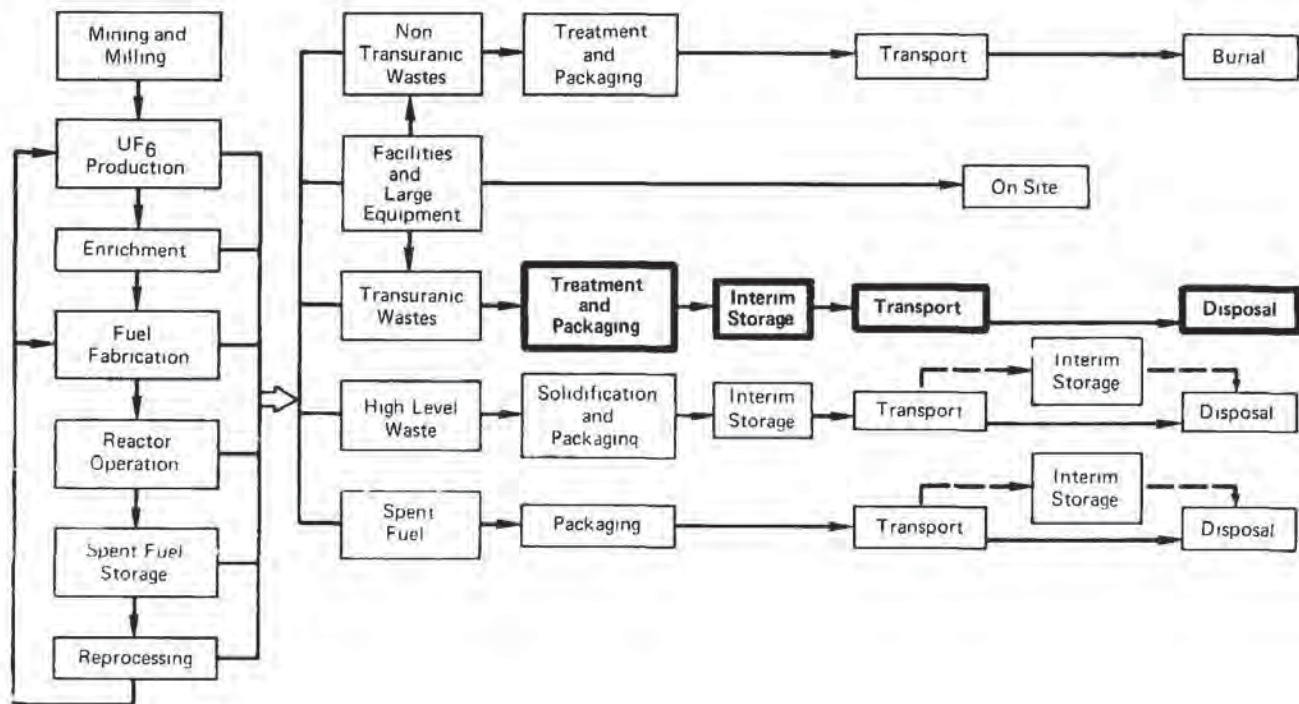 Mining and
Milling
UF6
Production
Enrichment
Fuel
Fabrication
Reactor
Operation
Spent Fuel
Storage
Reprocessing
Non
Transuranic
Wastes
Treatment
and
Packaging
Transport
Burial
Facilities
and
Large
Equipment
On Site
Transuranic
Wastes
Treatment
and
Packaging
Interim
Storage
Transport
Disposal
High Level
Waste
Solidification
and
Packaging
Interim
Storage
Transport
Interim
Storage
Disposal
Spent
Fuel
Packaging
Transport
Interim
Storage
Disposal